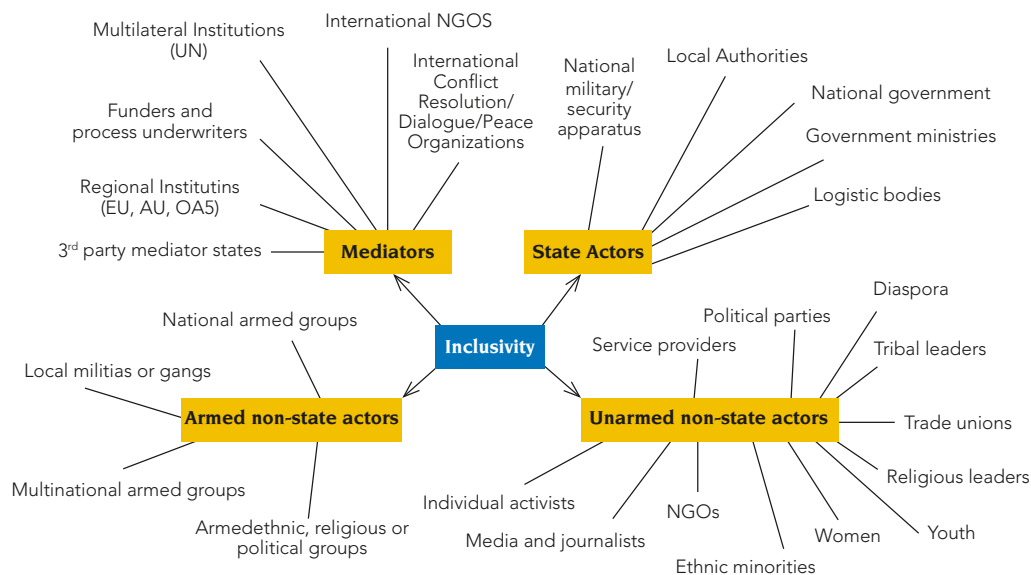 Multilateral Institutions
(UN)
International NGOS
International
Conflict
Resolution/
Dialogue/Peace
Organizations
Funders and
process underwriters
Regional Institutins
(EU, AU, OA5)
3rd party mediator states
Mediators
National
military/
security
apparatus
Local Authorities
National government
Government ministries
Logistic bodies
State Actors
Inclusivity
National armed groups
Local militias or gangs
Armed non-state actors
Multinational armed groups
Armedethnic, religious or
political groups
Diaspora
Political parties
Service providers
Tribal leaders
Unarmed non-state actors
Trade unions
Religious leaders
Individual activists
NGOs
Media and journalists
Women
Youth
Ethnic minorities